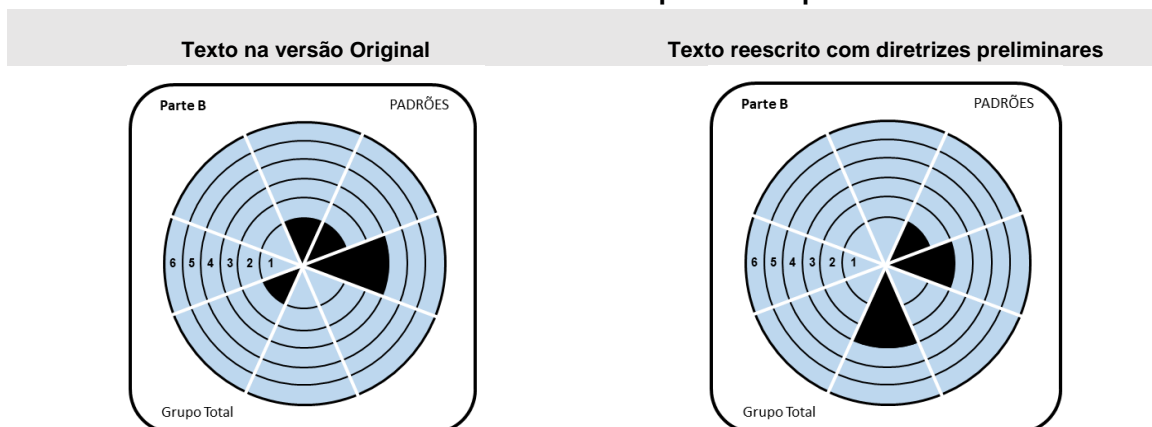 Texto na versão Original
Texto reescrito com diretrizes preliminares
Parte B
PADRÕES
6 5 4 3 2 1
Grupo Total
Parte B
PADRÕES
6 5 4 3 2 1
Grupo Total